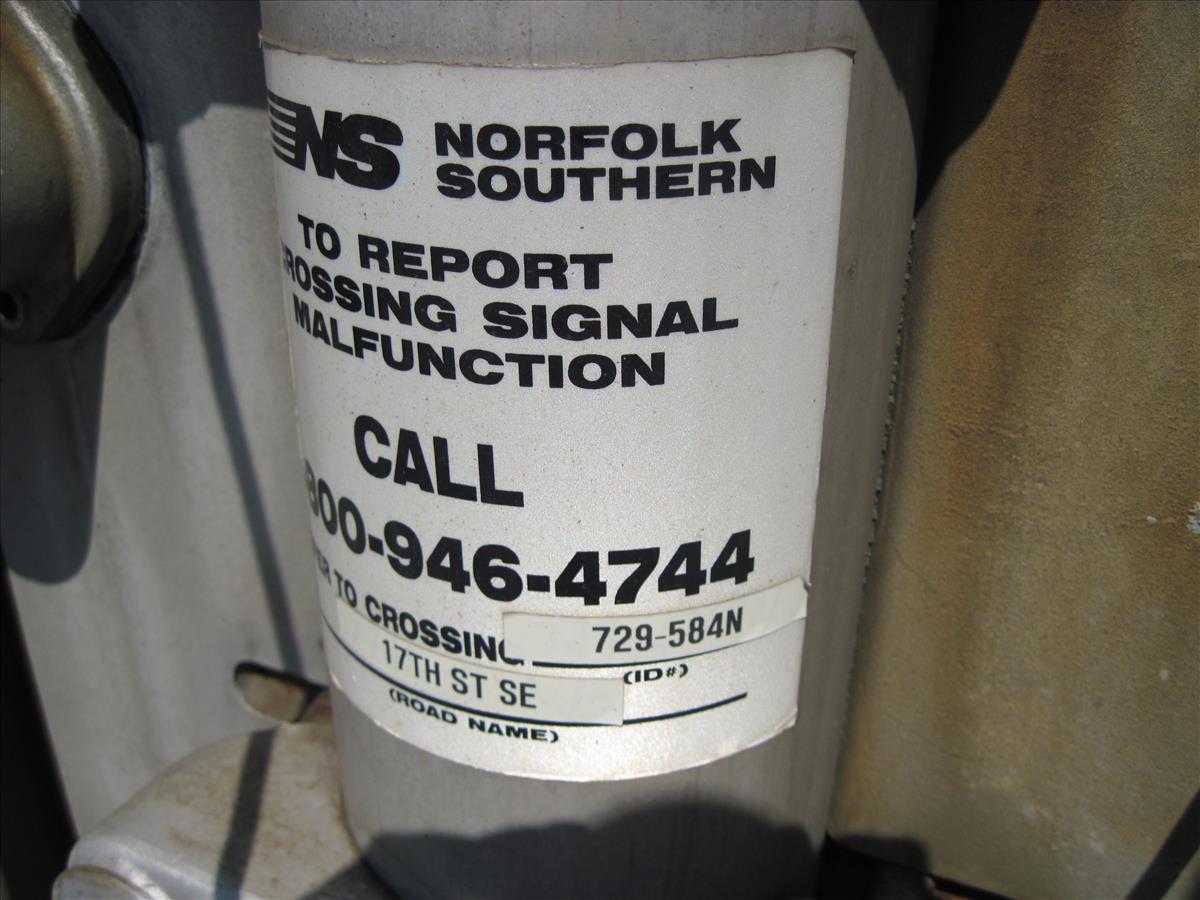 NS NORFOLK
SOUTHERN
TO REPORT
CROSSING SIGNAL
MALFUNCTION
CALL
800-946-4744
TO CROSSING 729-584N
(ID#)
17TH ST SE
(ROAD NAME)